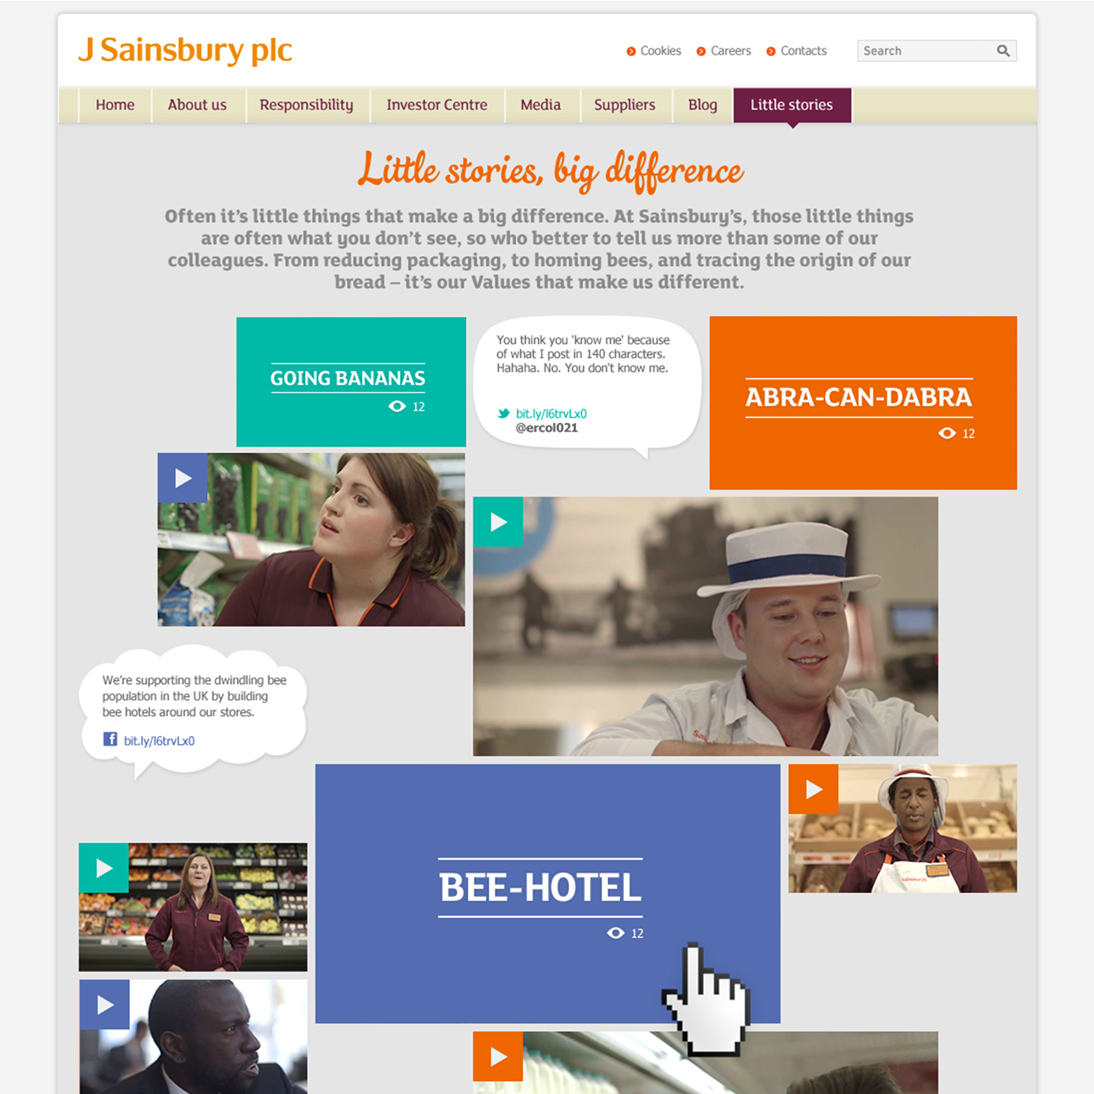 J Sainsbury plc
Cookies
Careers
Contacts
Search
Home
About us
Responsibility
Investor Centre
Media
Suppliers
Blog
Little stories
Little stories, big difference
Often it's little things that make a big difference. At Sainsbury's, those little things
are often what you don't see, so who better to tell us more than some of our
colleagues. From reducing packaging, to homing bees, and tracing the origin of our
bread – it's our Values that make us different.
GOING BANANAS
12
You think you 'know me' because
of what I post in 140 characters.
Hahaha. No. You don't know me.
bit.ly/l6trvLx0
@ercol021
ABRA-CAN-DABRA
12
We're supporting the dwindling bee
population in the UK by building
bee hotels around our stores.
bit.ly/l6trvLx0
BEE-HOTEL
12
Sainsbury's